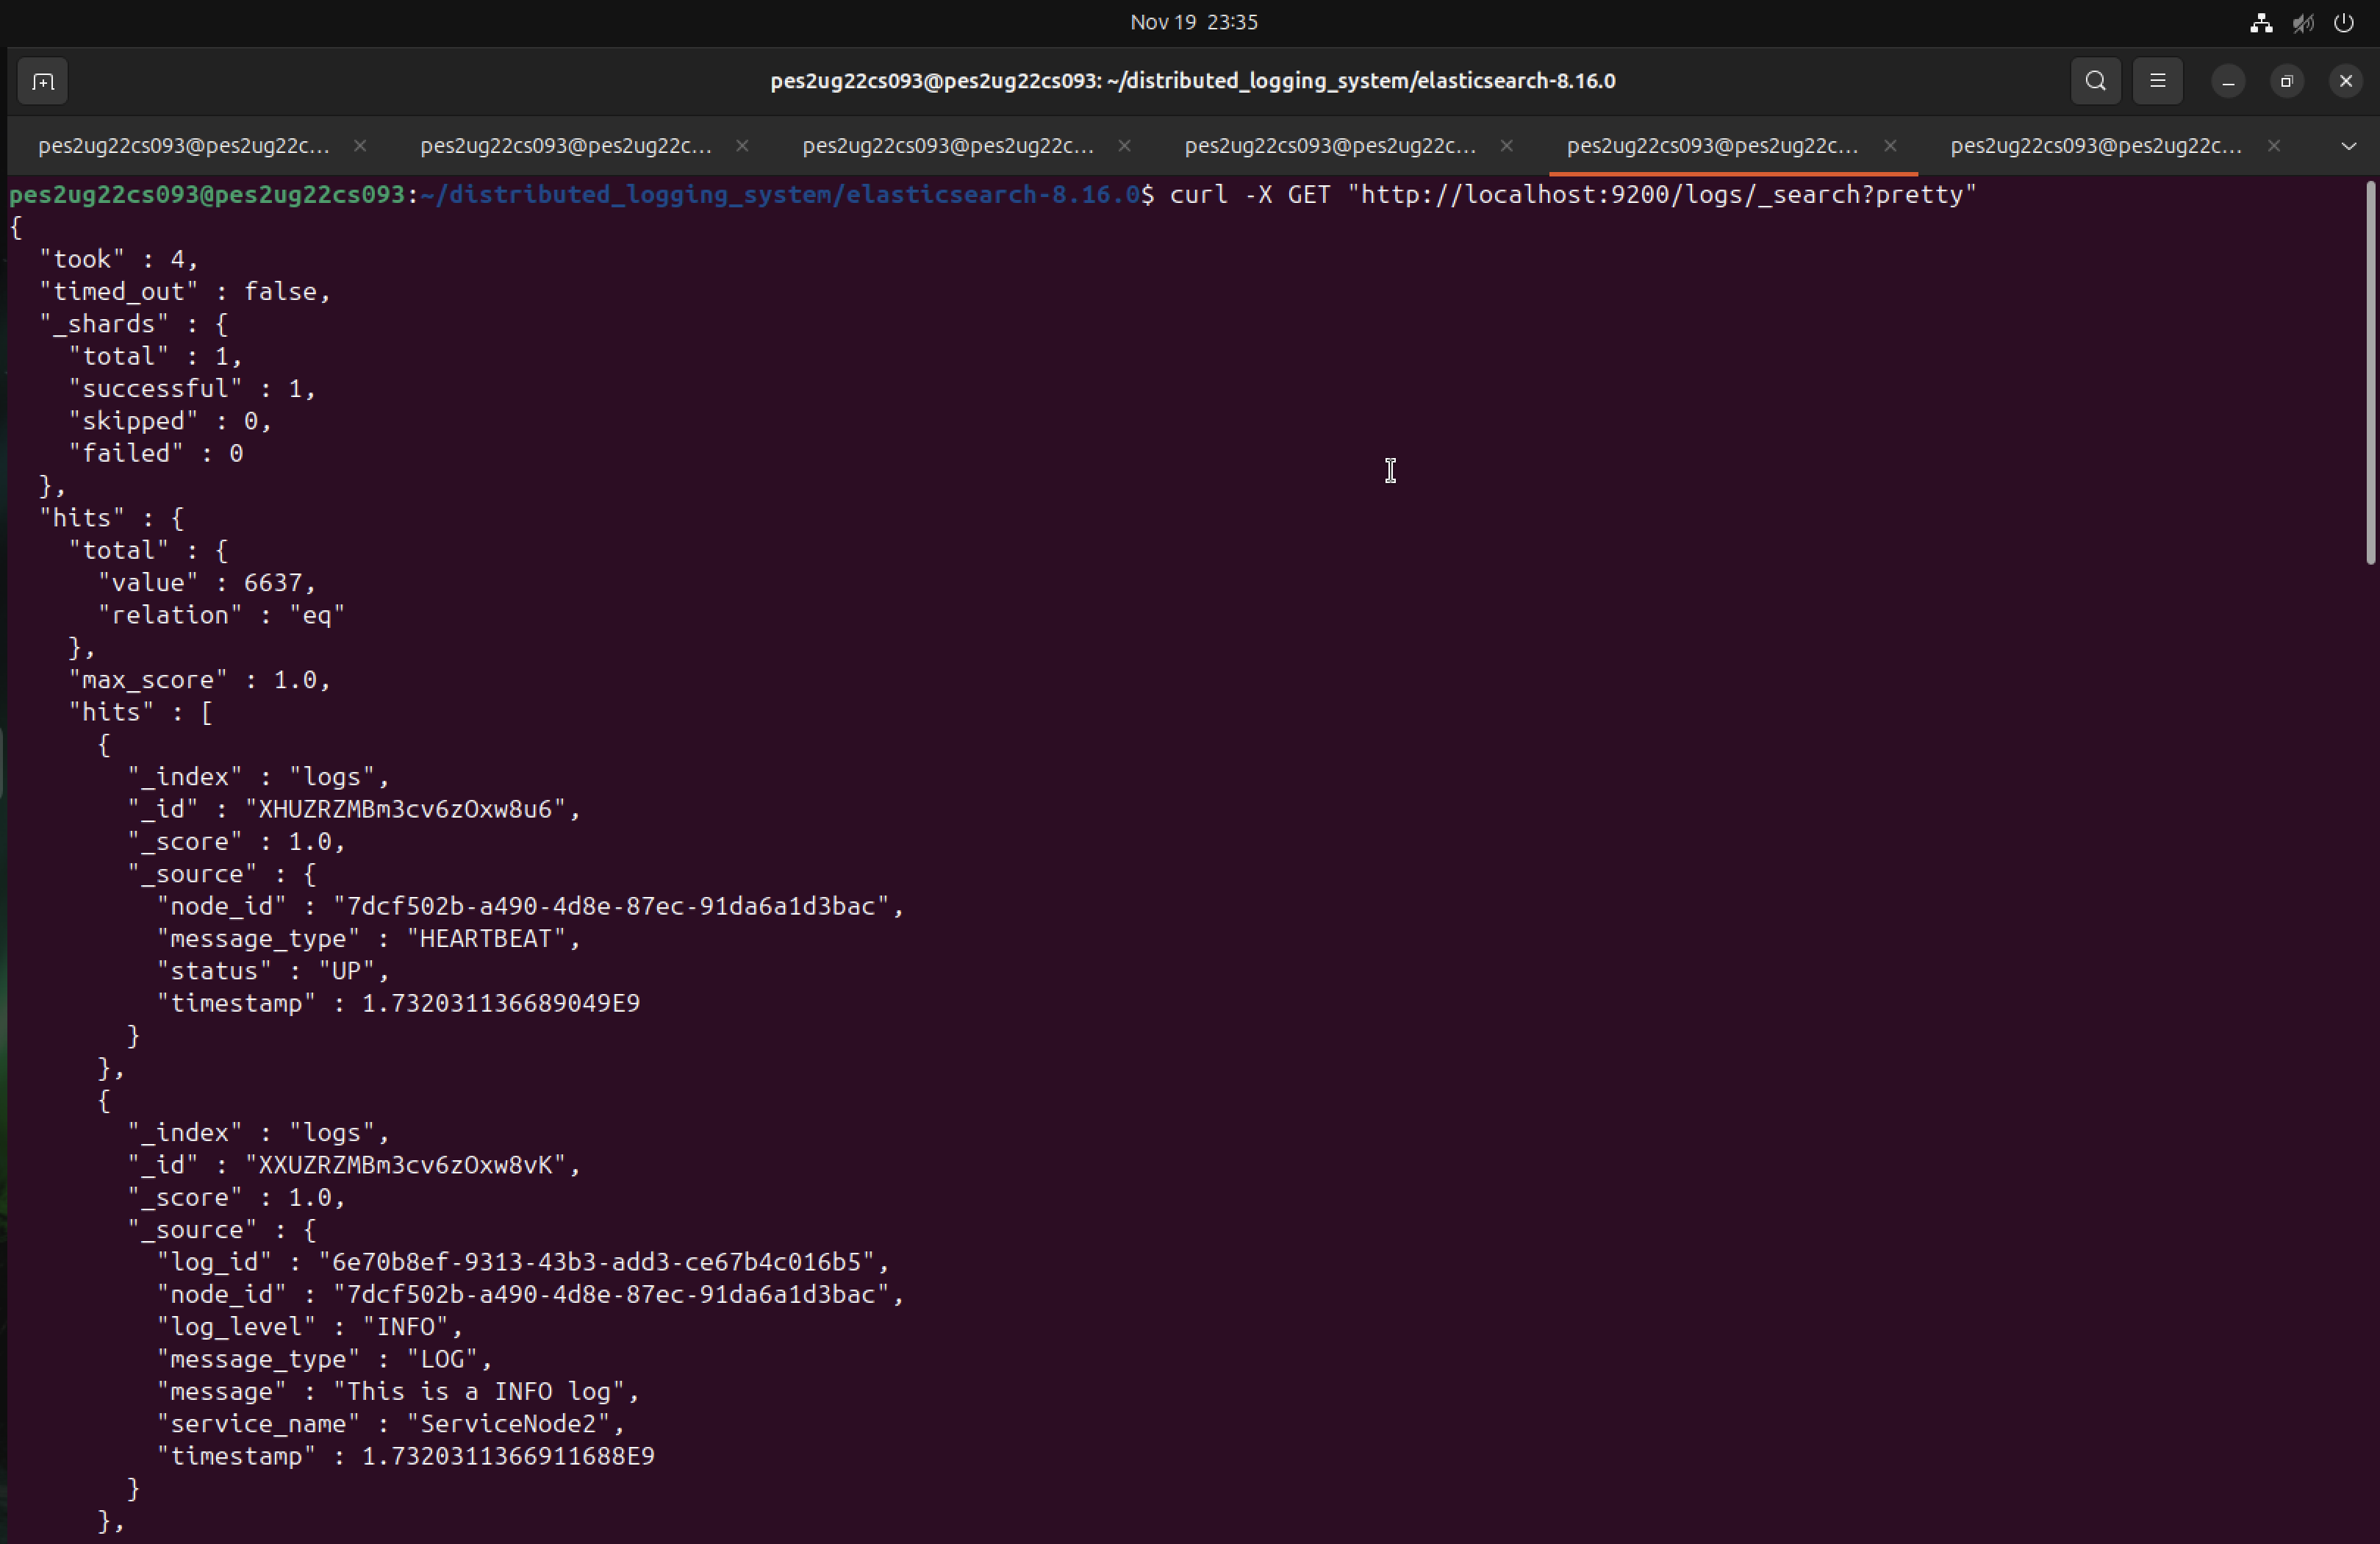 Nov 19 23:35
pes2ug22cs093@pes2ug22cs093: ~/distributed_logging_system/elasticsearch-8.16.0
pes2ug22cs093@pes2ug22c... pes2ug22cs093@pes2ug22c... pes2ug22cs093@pes2ug22c... pes2ug22cs093@pes2ug22c... pes2ug22cs093@pes2ug22c... pes2ug22cs093@pes2ug22c...
pes2ug22cs093@pes2ug22cs093:~/distributed_logging_system/elasticsearch-8.16.0$ curl -X GET "http://localhost:9200/logs/_search?pretty"
{
  "took" : 4,
  "timed_out" : false,
  "_shards" : {
    "total" : 1,
    "successful" : 1,
    "skipped" : 0,
    "failed" : 0
  },
  "hits" : {
    "total" : {
      "value" : 6637,
      "relation" : "eq"
    },
    "max_score" : 1.0,
    "hits" : [
      {
        "_index" : "logs",
        "_id" : "XHUZRZMBm3cv6zOxw8u6",
        "_score" : 1.0,
        "_source" : {
          "node_id" : "7dcf502b-a490-4d8e-87ec-91da6a1d3bac",
          "message_type" : "HEARTBEAT",
          "status" : "UP",
          "timestamp" : 1.732031136689049E9
        }
      },
      {
        "_index" : "logs",
        "_id" : "XXUZRZMBm3cv6zOxw8vK",
        "_score" : 1.0,
        "_source" : {
          "log_id" : "6e70b8ef-9313-43b3-add3-ce67b4c016b5",
          "node_id" : "7dcf502b-a490-4d8e-87ec-91da6a1d3bac",
          "log_level" : "INFO",
          "message_type" : "LOG",
          "message" : "This is a INFO log",
          "service_name" : "ServiceNode2",
          "timestamp" : 1.7320311366911688E9
        }
      },